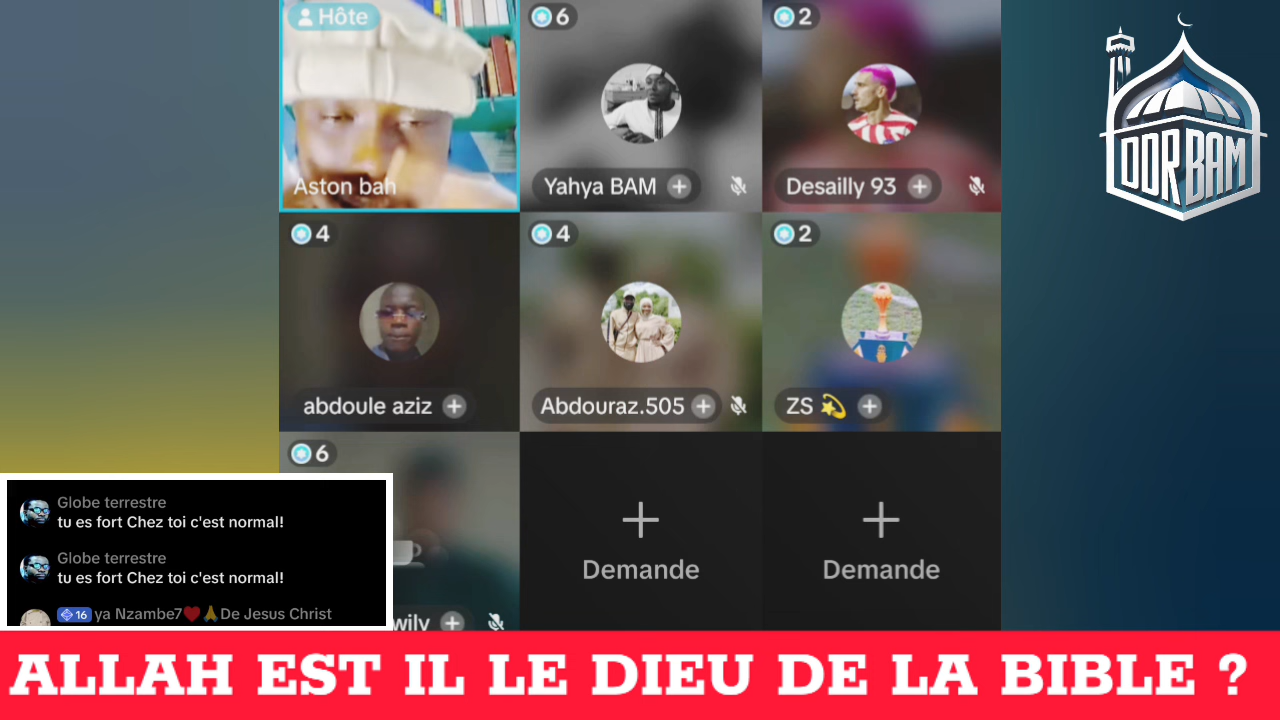 Hôte
6
2
Aston bah
Yahya BAM
Desailly 93
4
4
2
abdoule aziz
Abdouraz.505
ZS
6
Demande
Demande
wily
Globe terrestre
tu es fort Chez toi c'est normal!
Globe terrestre
tu es fort Chez toi c'est normal!
16 ya Nzambe7❤️🙏De Jesus Christ
DDR BAM
ALLAH EST IL LE DIEU DE LA BIBLE ?